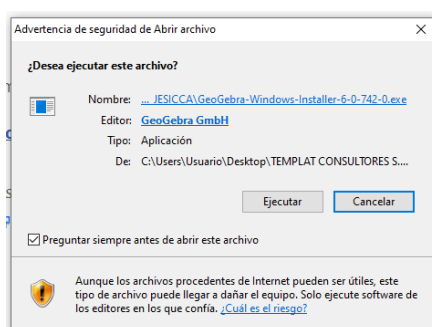 Advertencia de seguridad de Abrir archivo
¿Desea ejecutar este archivo?
Nombre: ... JESICCA\GeoGebra-Windows-Installer-6-0-742-0.exe
Editor: GeoGebra GmbH
Tipo: Aplicación
De: C:\Users\Usuario\Desktop\TEMPLAT CONSULTORES S....
Ejecutar Cancelar
Preguntar siempre antes de abrir este archivo
Aunque los archivos procedentes de Internet pueden ser útiles, este
tipo de archivo puede llegar a dañar el equipo. Solo ejecute software de
los editores en los que confía. ¿Cuál es el riesgo?